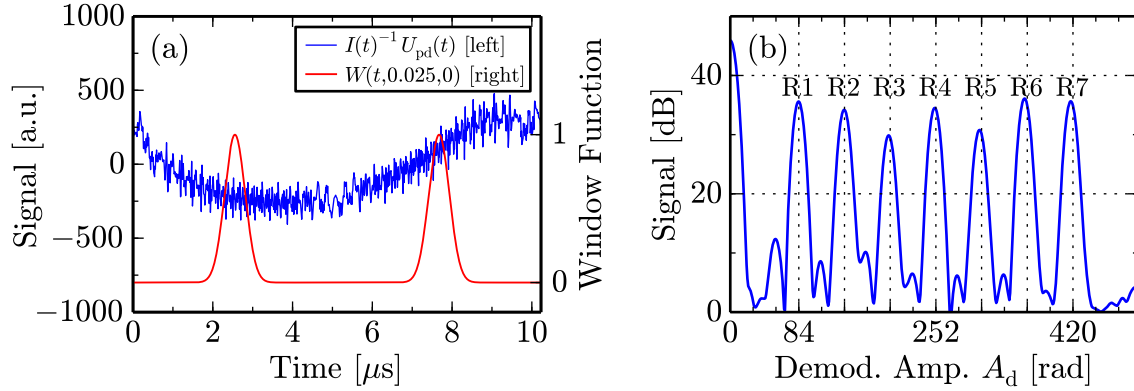 (a)
I(t)⁻¹ U_pd(t) [left]
W(t,0.025,0) [right]
1000
500
0
−500
−1000
Signal [a.u.]
0 2 4 6 8 10
Time [μs]
1
0
Window Function
(b)
R1 R2 R3 R4 R5 R6 R7
40
20
0
Signal [dB]
0 84 252 420
Demod. Amp. A_d [rad]